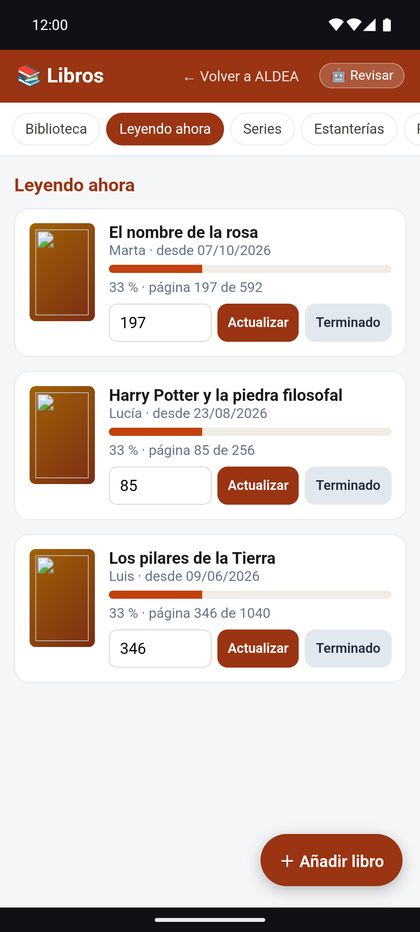 12:00
📚 Libros
← Volver a ALDEA
🤖 Revisar
Biblioteca
Leyendo ahora
Series
Estanterías
Leyendo ahora
El nombre de la rosa
Marta · desde 07/10/2026
33 % · página 197 de 592
197
Actualizar
Terminado
Harry Potter y la piedra filosofal
Lucía · desde 23/08/2026
33 % · página 85 de 256
85
Actualizar
Terminado
Los pilares de la Tierra
Luis · desde 09/06/2026
33 % · página 346 de 1040
346
Actualizar
Terminado
+ Añadir libro